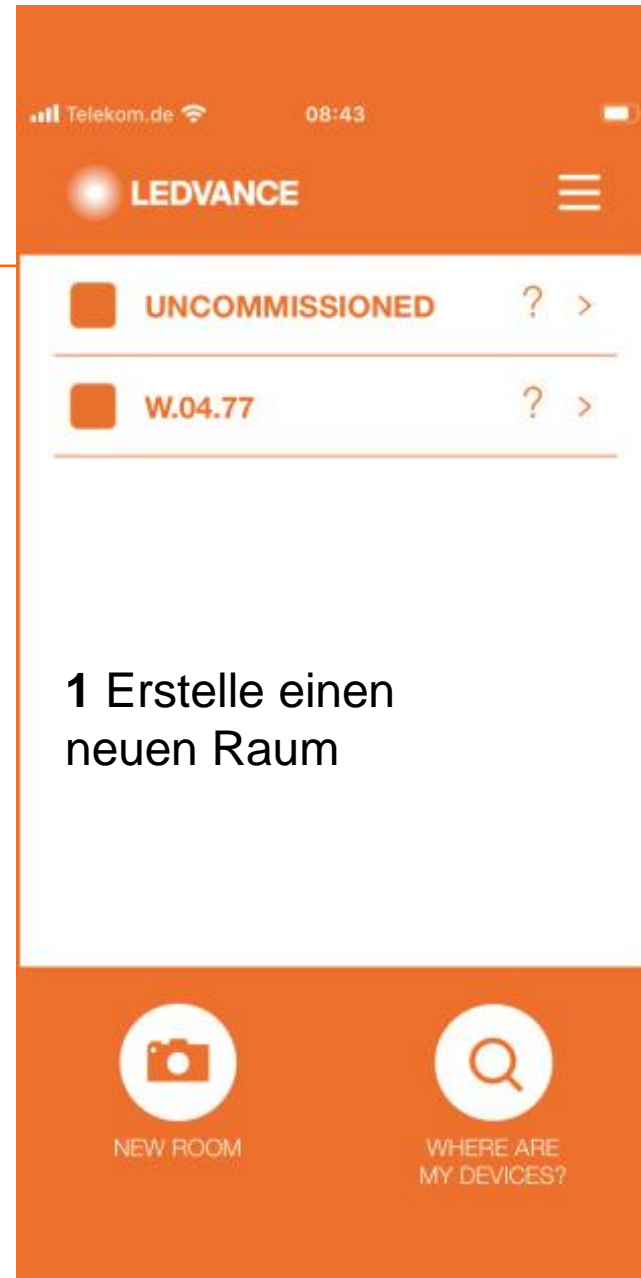 Telekom.de 08:43
LEDVANCE
UNCOMMISSIONED ? >
W.04.77 ? >
1 Erstelle einen
neuen Raum
NEW ROOM
WHERE ARE
MY DEVICES?